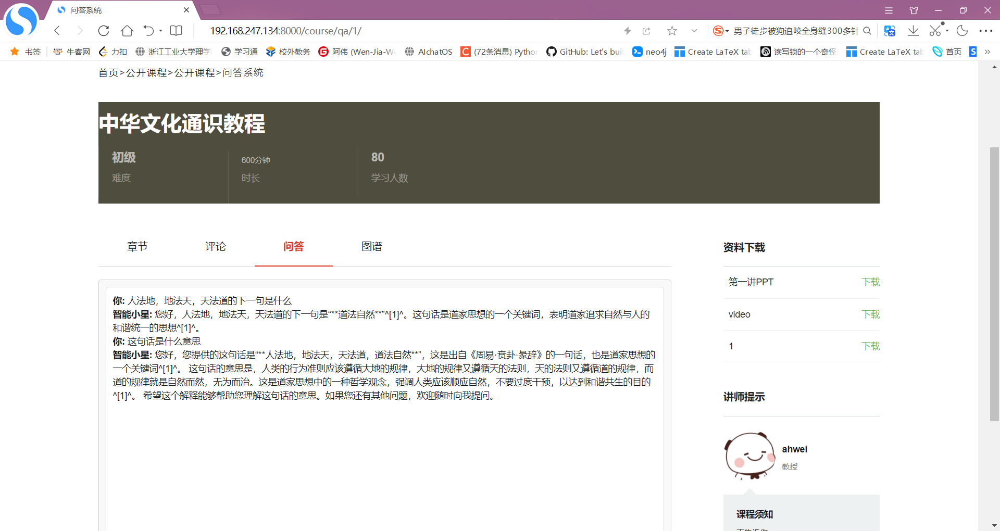 问答系统
192.168.247.134:8000/course/qa/1/
男子徒步被狗追咬全身缝300多针
书签 牛客网 力扣 浙江工业大学理学 学习通 校外教务 阿伟 (Wen-Jia-W AIchatOS (72条消息) Pytho GitHub: Let's bui neo4j Create LaTeX tab 读写锁的一个奇怪 Create LaTeX tab 首页
首页>公开课程>公开课程>问答系统
中华文化通识教程
初级 600分钟 80
难度 时长 学习人数
章节 评论 问答 图谱
你: 人法地，地法天，天法道的下一句是什么
智能小星: 您好，人法地，地法天，天法道的下一句是“**道法自然**”^[1]^。这句话是道家思想的一个关键词，表明道家追求自然与人的
和谐统一的思想^[1]^。
你: 这句话是什么意思
智能小星: 您好，您提供的这句话是“**人法地，地法天，天法道，道法自然**”，这是出自《周易·贲卦·彖辞》的一句话，也是道家思想的
一个关键词^[1]^。 这句话的意思是，人类的行为准则应该遵循大地的规律，大地的规律又遵循天的法则，天的法则又遵循道的规律，而
道的规律就是自然而然，无为而治。这是道家思想中的一种哲学观念，强调人类应该顺应自然，不要过度干预，以达到和谐共生的目的
^[1]^。 希望这个解释能够帮助您理解这句话的意思。如果您还有其他问题，欢迎随时向我提问。
资料下载
第一讲PPT 下载
video 下载
1 下载
讲师提示
ahwei
教授
课程须知